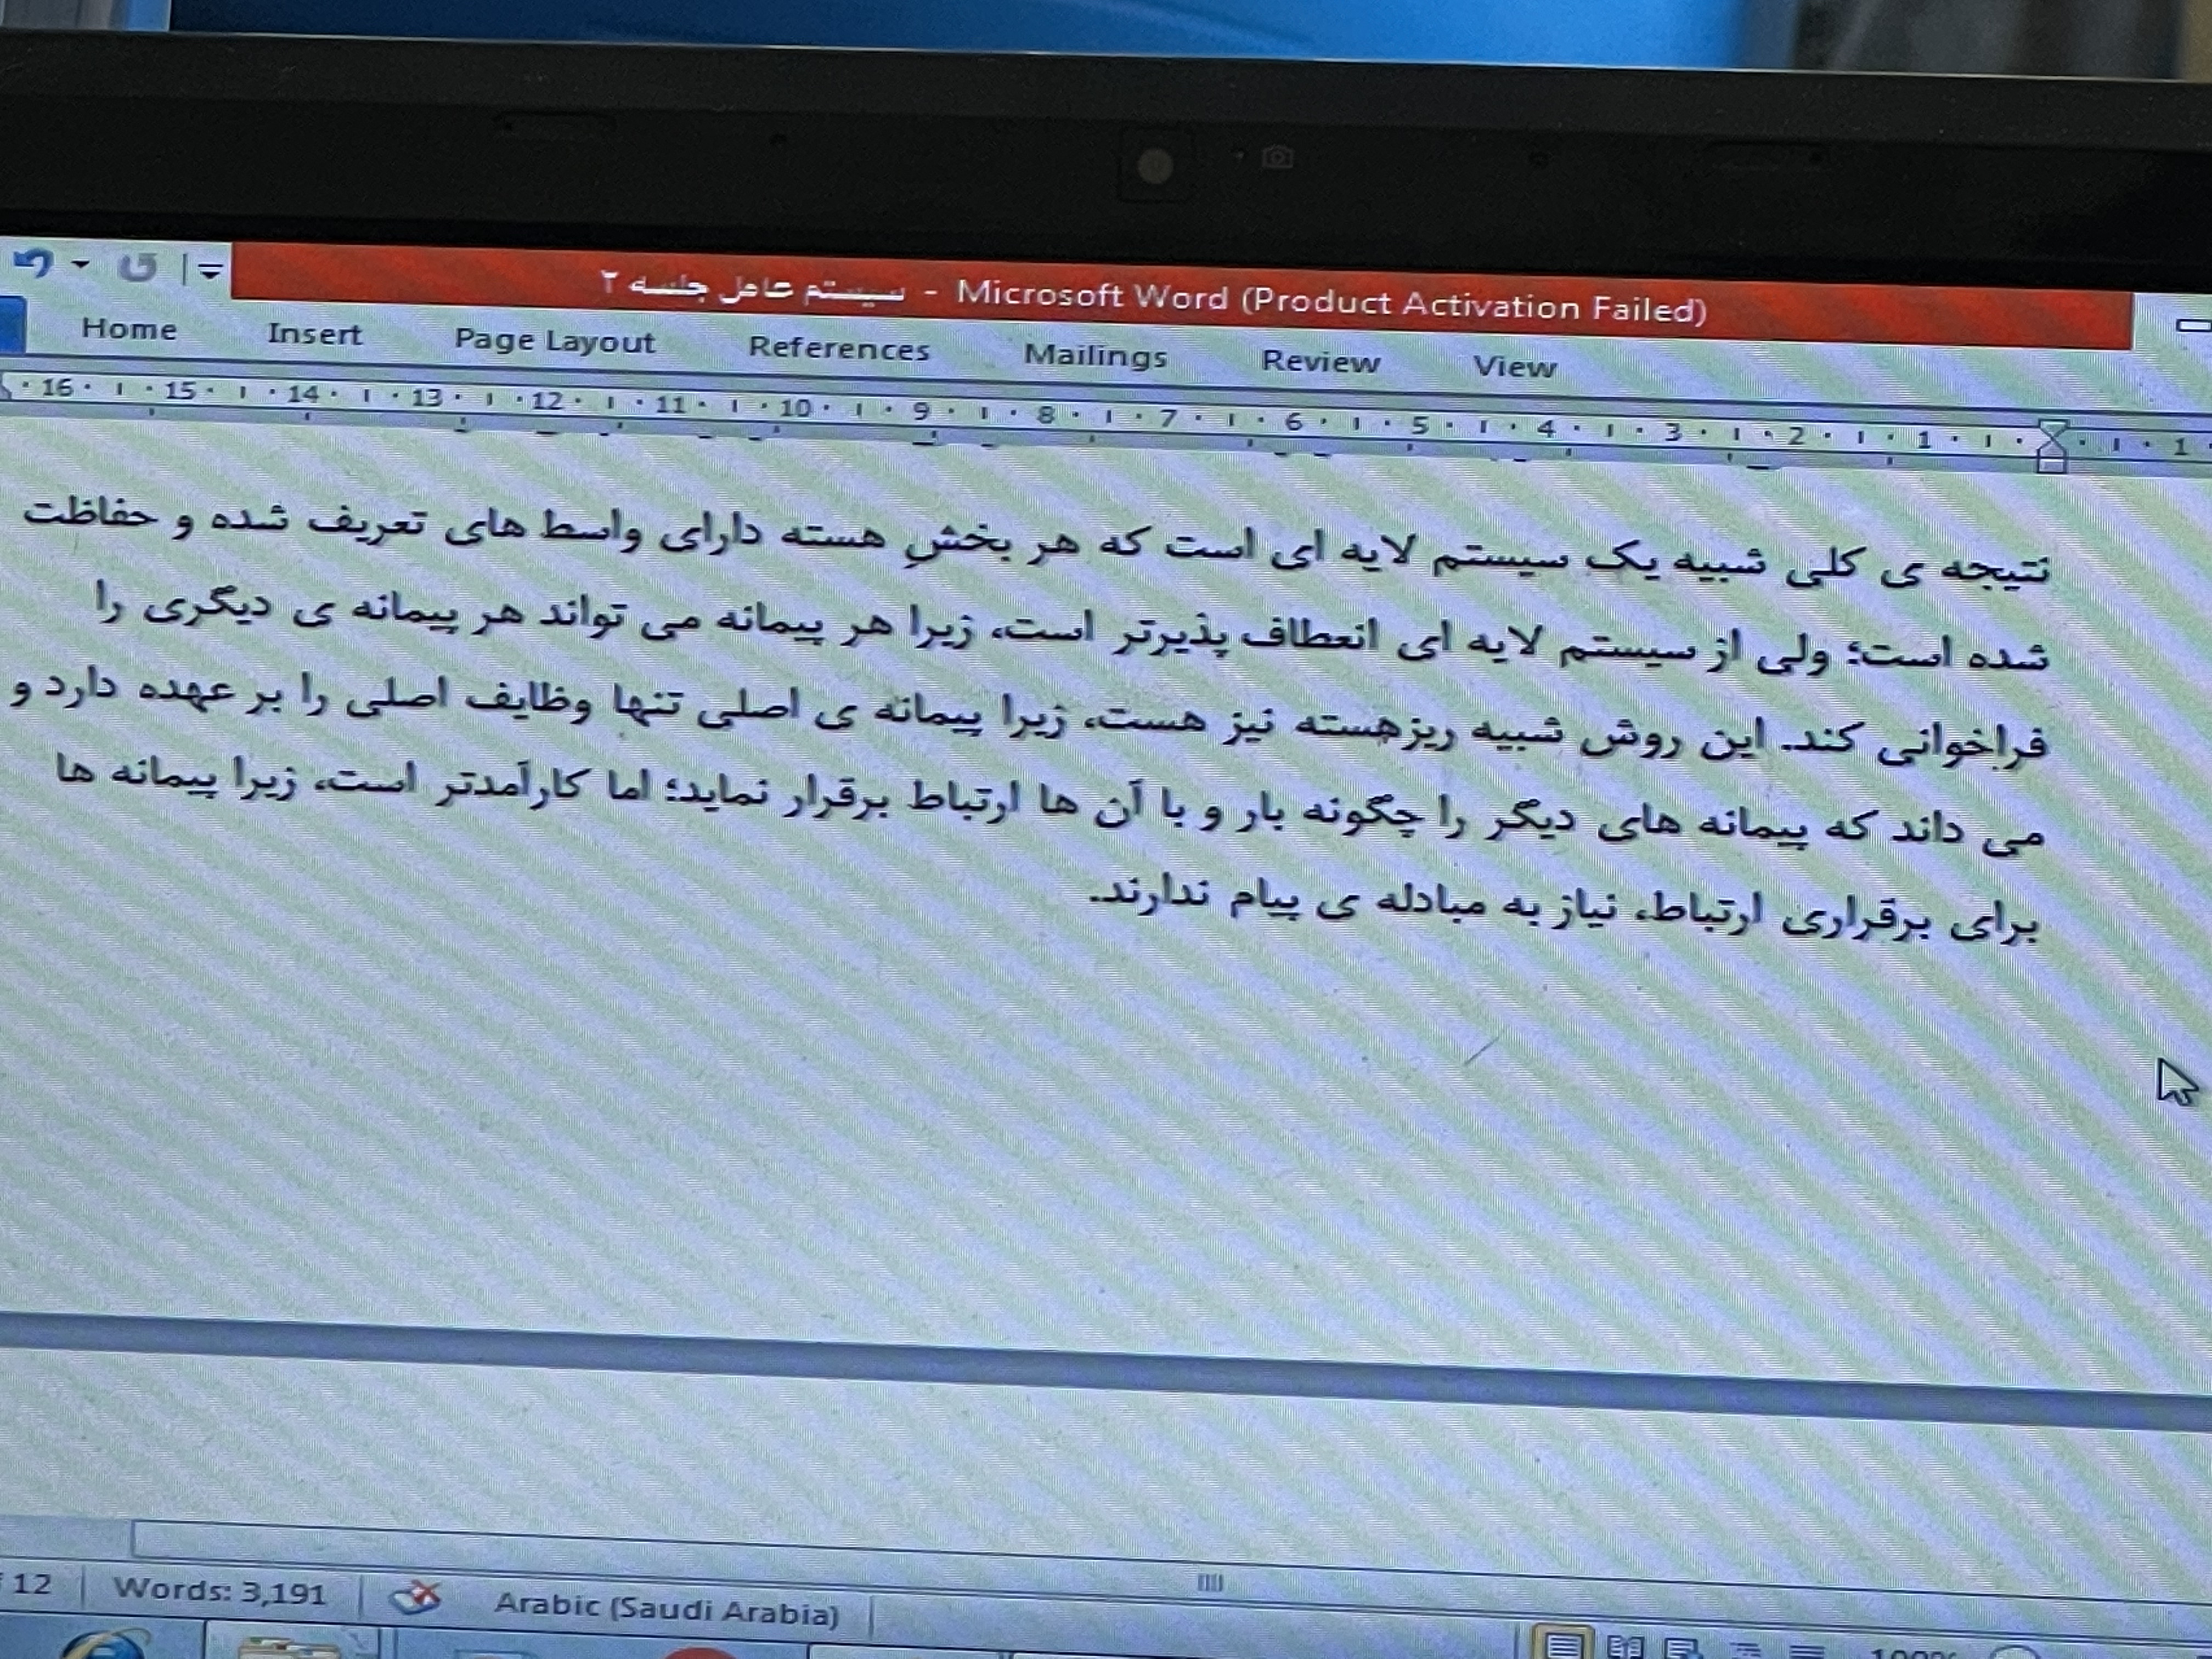 سیستم عامل جلسه ۲ - Microsoft Word (Product Activation Failed)
Home Insert Page Layout References Mailings Review View
16 15 14 13 12 11 10 9 8 7 6 5 4 3 2 1 1
نتیجه ی کلی شبیه یک سیستم لایه ای است که هر بخشِ هسته دارای واسط های تعریف شده و حفاظت
شده است؛ ولی از سیستم لایه ای انعطاف پذیرتر است، زیرا هر پیمانه می تواند هر پیمانه ی دیگری را
فراخوانی کند. این روش شبیه ریزهسته نیز هست، زیرا پیمانه ی اصلی تنها وظایف اصلی را بر عهده دارد و
می داند که پیمانه های دیگر را چگونه بار و با آن ها ارتباط برقرار نماید؛ اما کارآمدتر است، زیرا پیمانه ها
برای برقراری ارتباط، نیاز به مبادله ی پیام ندارند.
12 Words: 3,191 Arabic (Saudi Arabia)